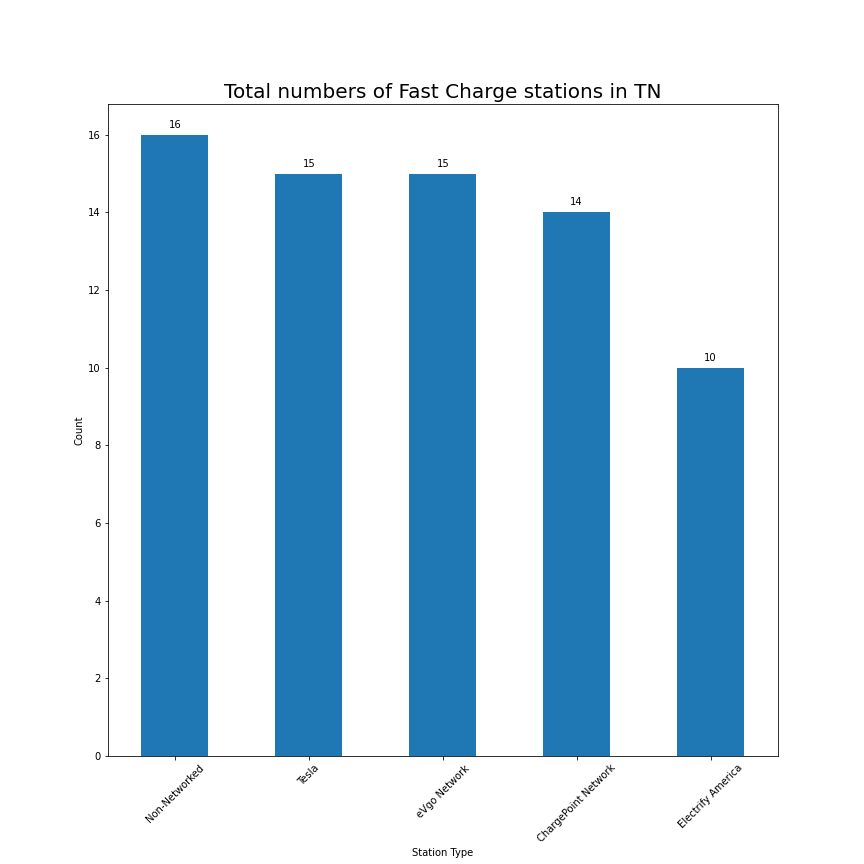 Total numbers of Fast Charge stations in TN
16
15
15
14
10
16
14
12
10
8
6
4
2
0
Count
Non-Networked
Tesla
eVgo Network
ChargePoint Network
Electrify America
Station Type